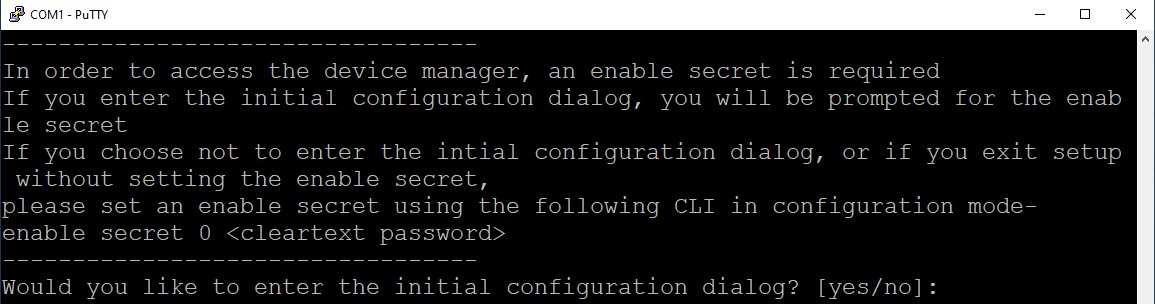 COM1 - PuTTY
----------------------------------
In order to access the device manager, an enable secret is required
If you enter the initial configuration dialog, you will be prompted for the enab
le secret
If you choose not to enter the intial configuration dialog, or if you exit setup
 without setting the enable secret,
please set an enable secret using the following CLI in configuration mode-
enable secret 0 <cleartext password>
----------------------------------
Would you like to enter the initial configuration dialog? [yes/no]: